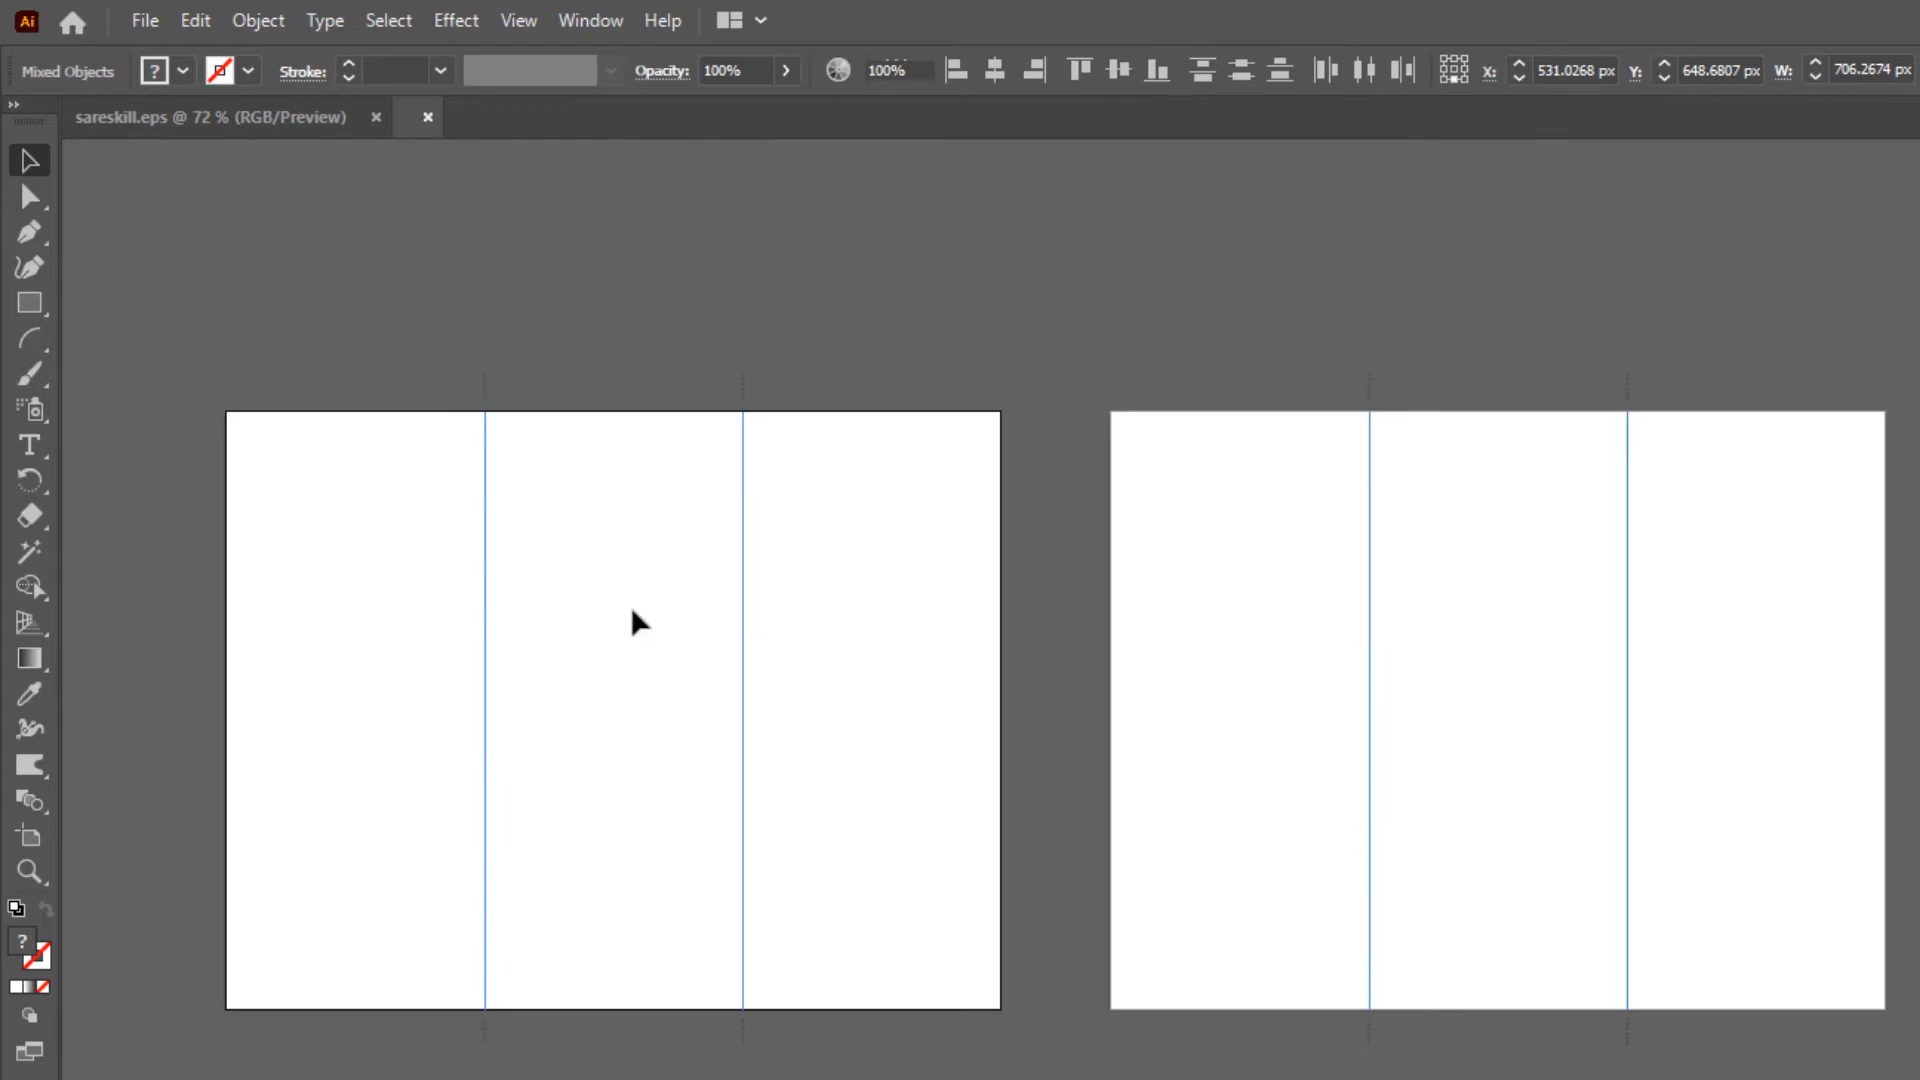 Ai File Edit Object Type Select Effect View Window Help
Mixed Objects ? Stroke: Opacity: 100% 100% X: 531.0268 px Y: 648.6807 px W: 706.2674 px
sareskill.eps @ 72 % (RGB/Preview) × ×
T
?